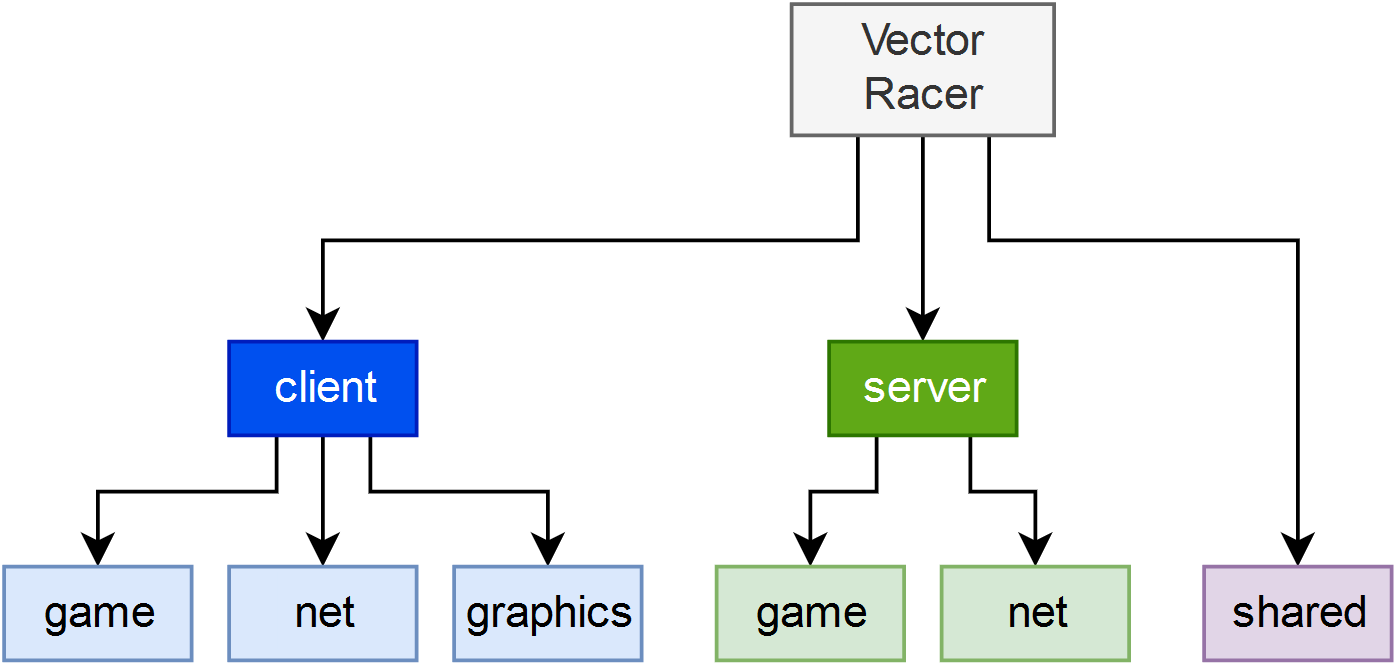 Vector
Racer
client
server
game
net
graphics
game
net
shared